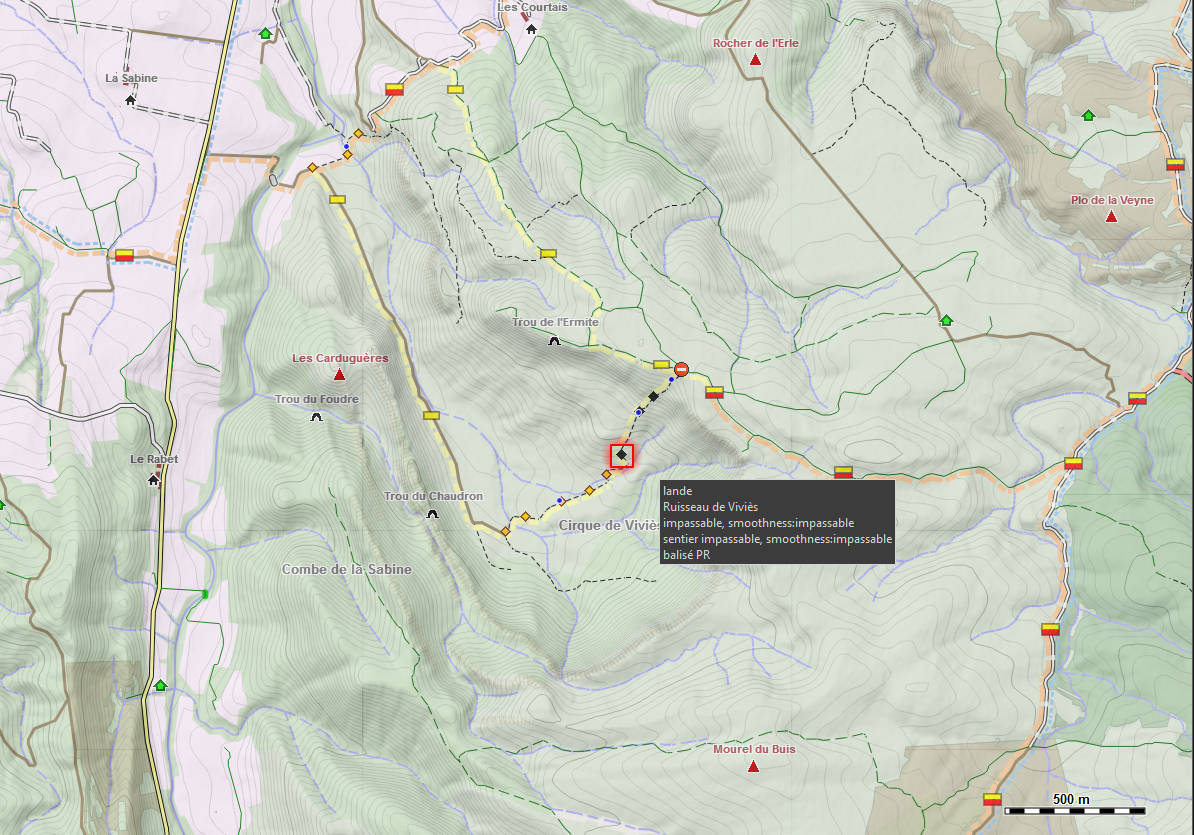 Les Courtais
Rocher de l'Erle
La Sabine
Plo de la Veyne
Trou de l'Ermite
Les Carduguères
Trou du Foudre
Le Rabet
Trou du Chaudron
Cirque de Viviès
lande
Ruisseau de Viviès
impassable, smoothness:impassable
sentier impassable, smoothness:impassable
balisé PR
Combe de la Sabine
Mourel du Buis
500 m